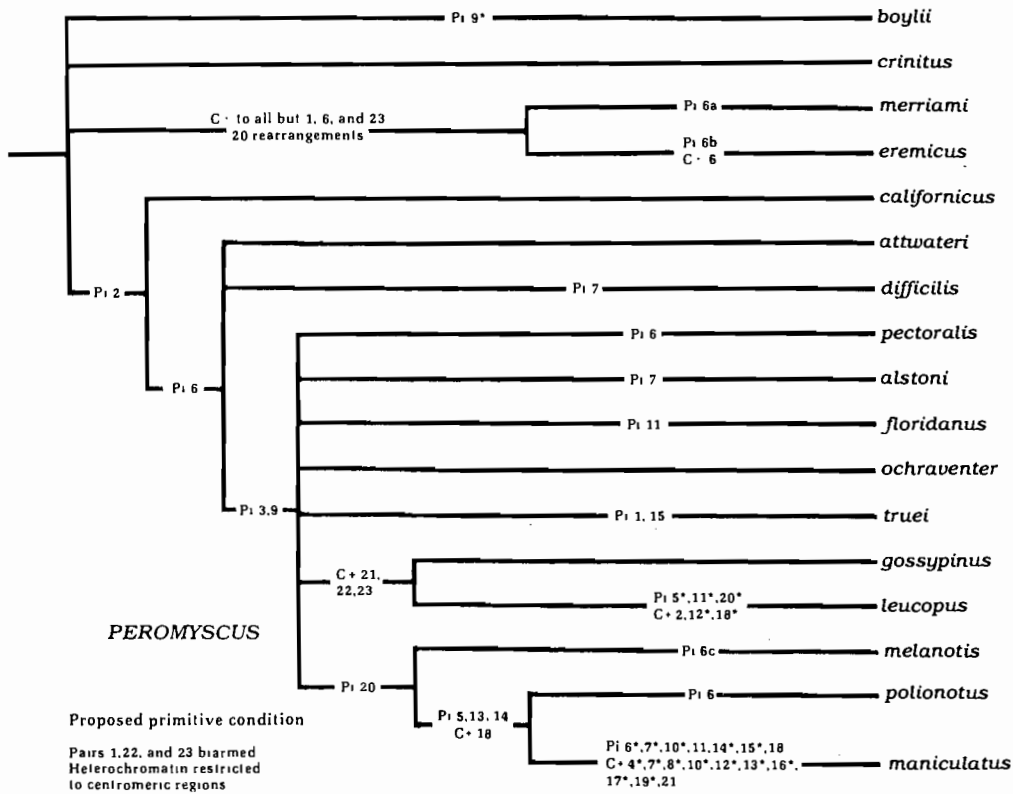 Pi 9* boylii
crinitus
C · to all but 1, 6, and 23
20 rearrangements
Pi 6a merriami
Pi 6b
C · 6
eremicus
californicus
attwateri
Pi 2
Pi 7 difficilis
Pi 6 pectoralis
Pi 6
Pi 7 alstoni
Pi 11 floridanus
ochraventer
Pi 3,9
Pi 1, 15 truei
gossypinus
C + 21,
22,23
Pi 5*,11*,20*
C + 2,12*,18*
leucopus
PEROMYSCUS
Pi 6c melanotis
Pi 20
Pi 6 polionotus
Pi 5,13, 14
C + 18
Pi 6*,7*,10*,11,14*,15*,18
C + 4*,7*,8*,10*,12*,13*,16*,
17*,19*,21
maniculatus
Proposed primitive condition
Pairs 1,22, and 23 biarmed
Heterochromatin restricted
to centromeric regions